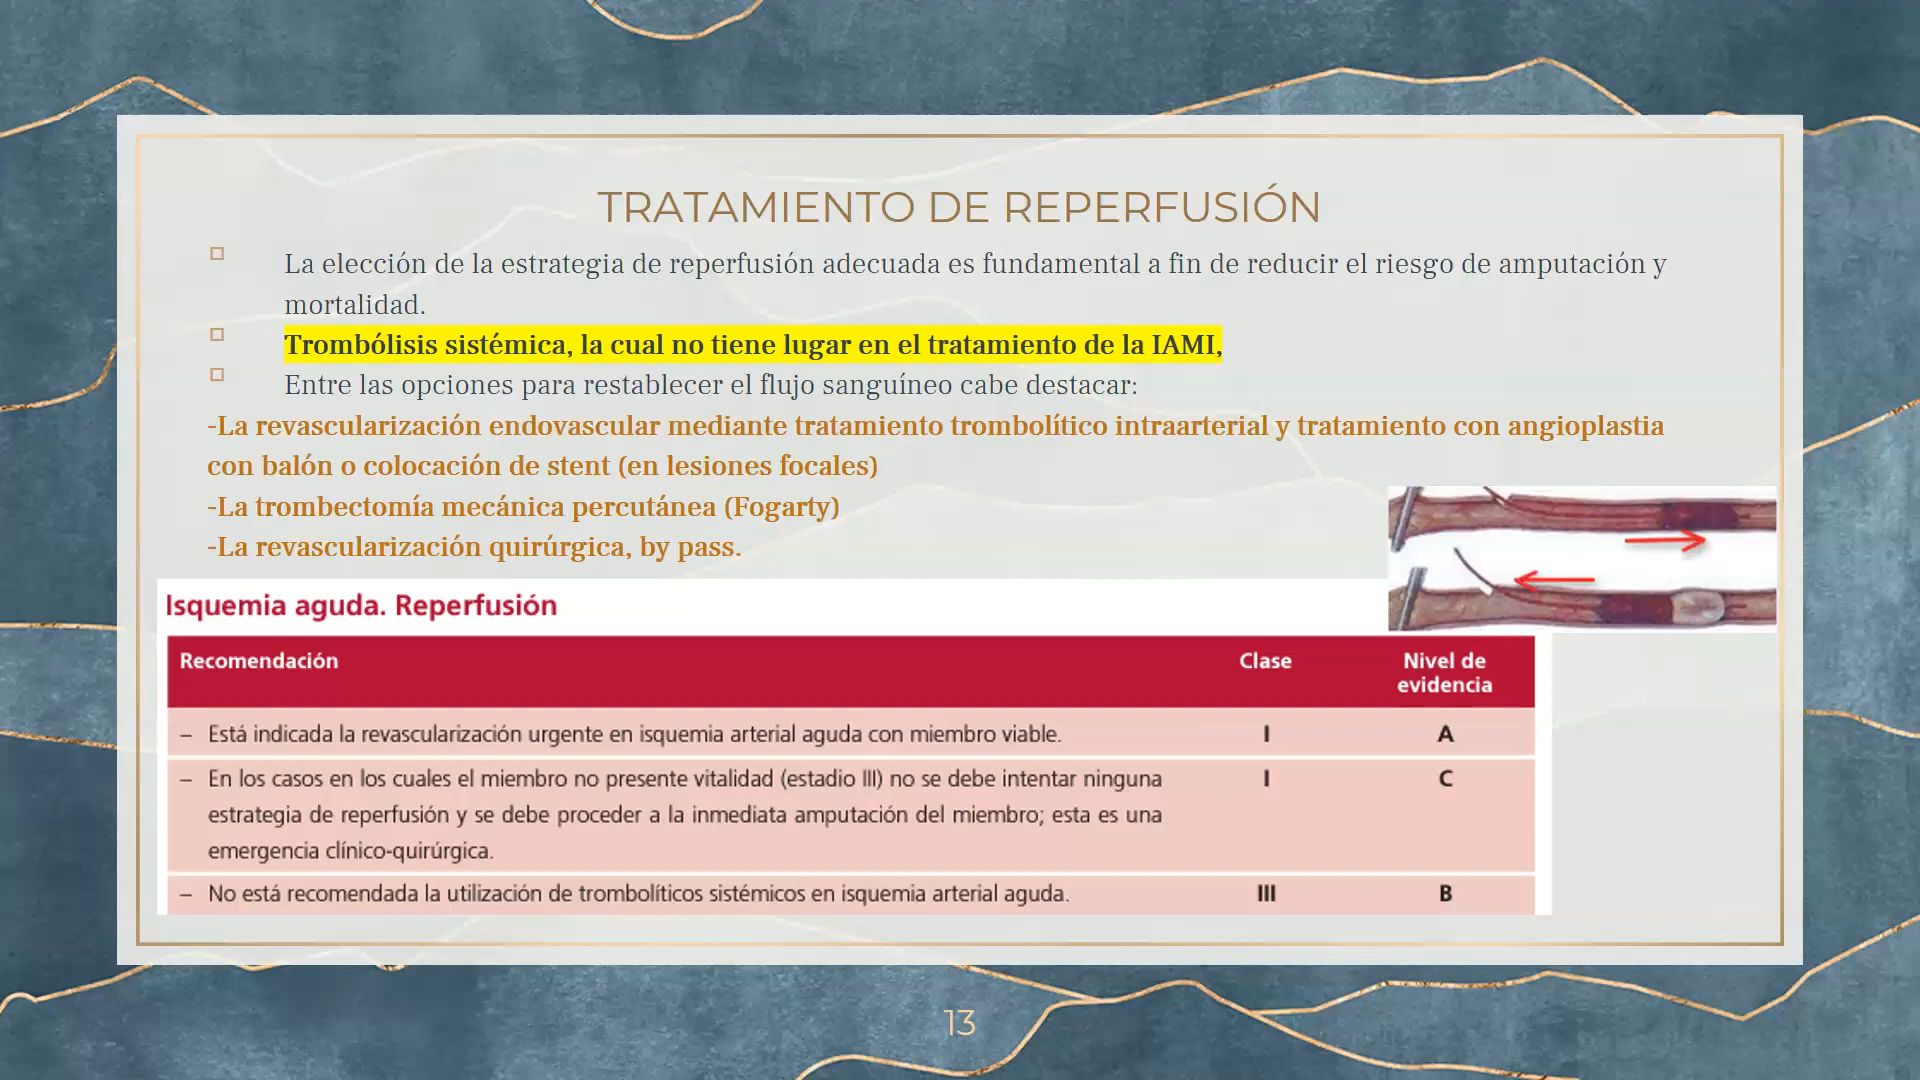 TRATAMIENTO DE REPERFUSIÓN
La elección de la estrategia de reperfusión adecuada es fundamental a fin de reducir el riesgo de amputación y
mortalidad.
Trombólisis sistémica, la cual no tiene lugar en el tratamiento de la IAMI,
Entre las opciones para restablecer el flujo sanguíneo cabe destacar:
-La revascularización endovascular mediante tratamiento trombolítico intraarterial y tratamiento con angioplastia
con balón o colocación de stent (en lesiones focales)
-La trombectomía mecánica percutánea (Fogarty)
-La revascularización quirúrgica, by pass.
Isquemia aguda. Reperfusión
Recomendación Clase Nivel de
evidencia
– Está indicada la revascularización urgente en isquemia arterial aguda con miembro viable. I A
– En los casos en los cuales el miembro no presente vitalidad (estadio III) no se debe intentar ninguna I C
estrategia de reperfusión y se debe proceder a la inmediata amputación del miembro; esta es una
emergencia clínico-quirúrgica.
– No está recomendada la utilización de trombolíticos sistémicos en isquemia arterial aguda. III B
13